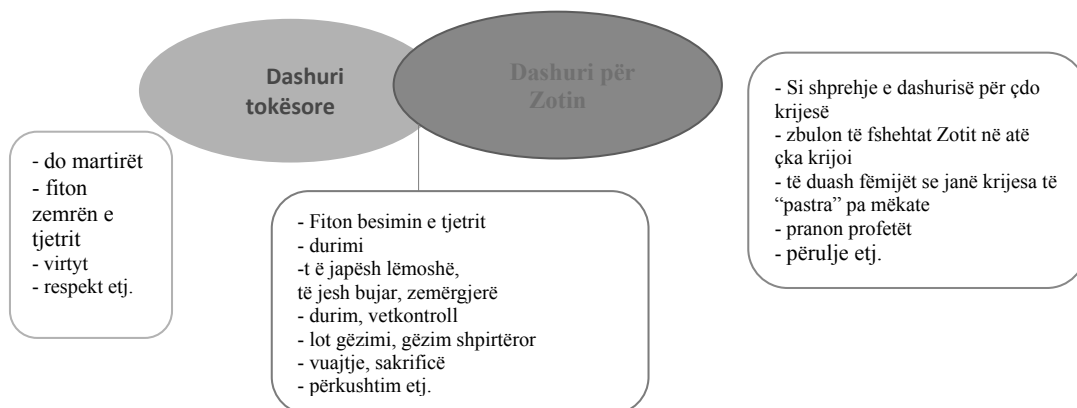 Dashuri
tokësore
Dashuri për
Zotin
- do martirët
- fiton
zemrën e
tjetrit
- virtyt
- respekt etj.
- Fiton besimin e tjetrit
- durimi
-t ë japësh lëmoshë,
të jesh bujar, zemërgjerë
- durim, vetkontroll
- lot gëzimi, gëzim shpirtëror
- vuajtje, sakrificë
- përkushtim etj.
- Si shprehje e dashurisë për çdo
krijesë
- zbulon të fshehtat Zotit në atë
çka krijoi
- të duash fëmijët se janë krijesa të
“pastra” pa mëkate
- pranon profetët
- përulje etj.